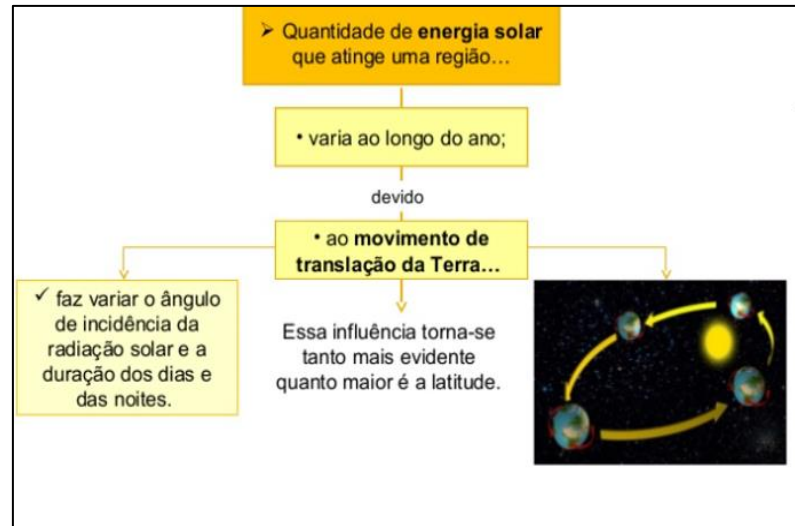 ➢ Quantidade de energia solar
que atinge uma região…
• varia ao longo do ano;
devido
• ao movimento de
translação da Terra…
✓ faz variar o ângulo
de incidência da
radiação solar e a
duração dos dias e
das noites.
Essa influência torna-se
tanto mais evidente
quanto maior é a latitude.